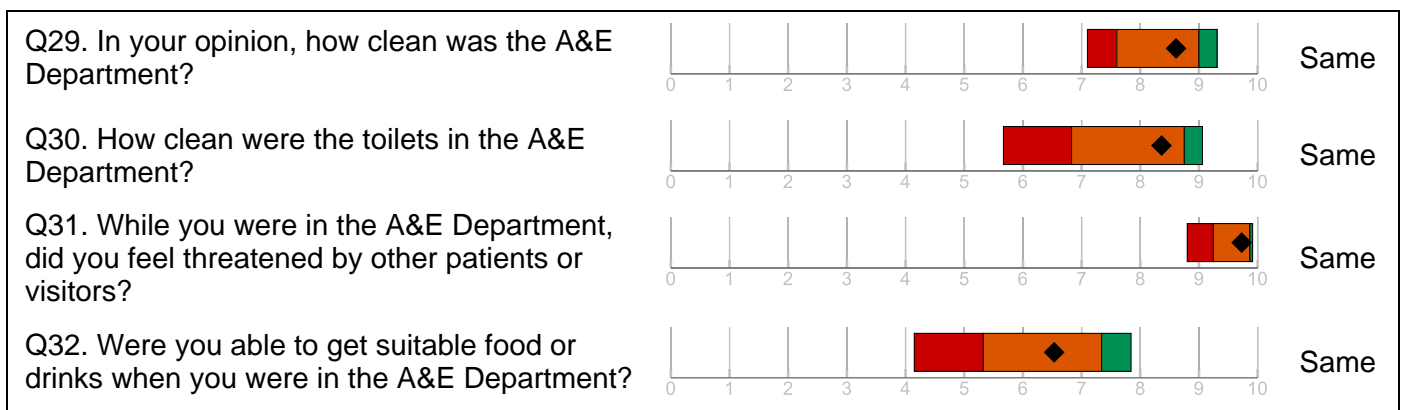 Q29. In your opinion, how clean was the A&E
Department?
Same
0 1 2 3 4 5 6 7 8 9 10
Q30. How clean were the toilets in the A&E
Department?
Same
0 1 2 3 4 5 6 7 8 9 10
Q31. While you were in the A&E Department,
did you feel threatened by other patients or
visitors?
Same
0 1 2 3 4 5 6 7 8 9 10
Q32. Were you able to get suitable food or
drinks when you were in the A&E Department?
Same
0 1 2 3 4 5 6 7 8 9 10